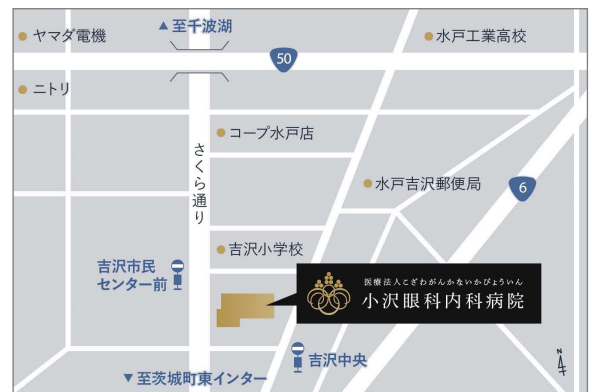 ヤマダ電機
▲至千波湖
水戸工業高校
50
ニトリ
コープ水戸店
さくら通り
水戸吉沢郵便局
6
吉沢小学校
吉沢市民
センター前
医療法人こざわがんかないかびょういん
小沢眼科内科病院
吉沢中央
▼至茨城町東インター
N